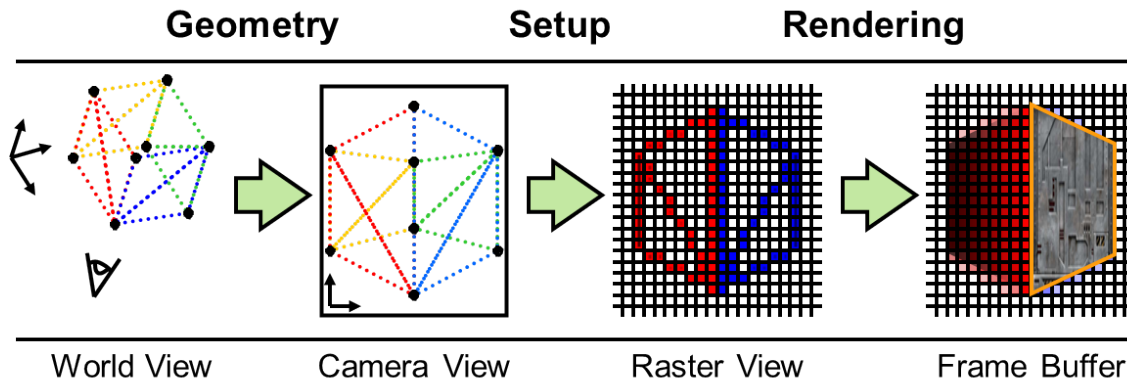 Geometry Setup Rendering
World View Camera View Raster View Frame Buffer